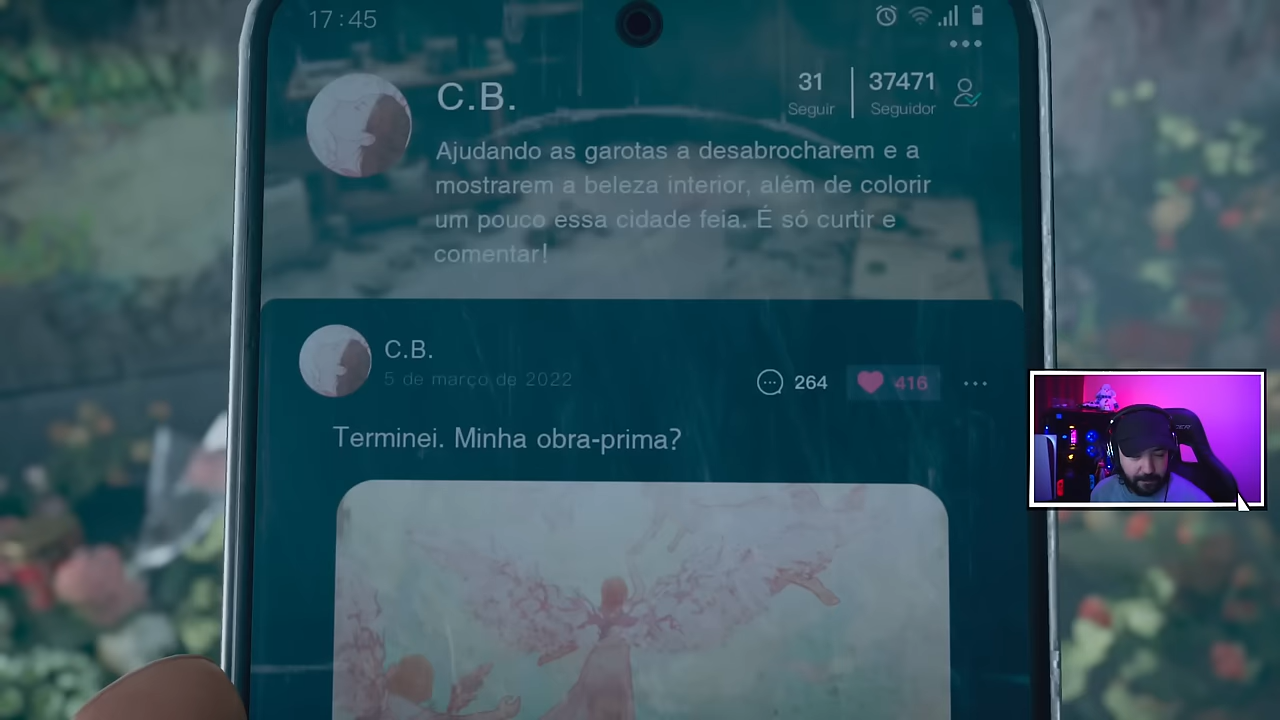 17:45
C.B.
31
37471
Seguir
Seguidor
Ajudando as garotas a desabrocharem e a
mostrarem a beleza interior, além de colorir
um pouco essa cidade feia. É só curtir e
comentar!
C.B.
5 de março de 2022
264
416
Terminei. Minha obra-prima?